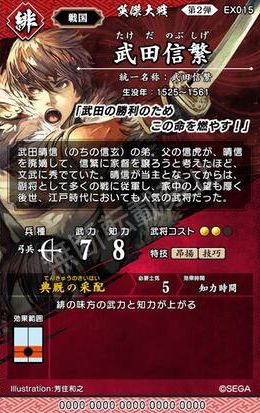 緋
戦国
英傑大戦
第2弾
EX015
たけ だ のぶ しげ
武田信繁
統一名称：武田信繁
生没年：1525～1561
「武田の勝利のため
この命を燃やす！」
武田晴信（のちの信玄）の弟。父の信虎が、晴信
を廃嫡して、信繁に家督を譲ろうと考えたほど、
文武に秀でていた。晴信が当主となってからは、
副将として多くの戦に従軍し、家中の人望も厚く
後世、江戸時代においても人気の武将だった。
兵種 武力 知力 武将コスト
弓兵 7 8 特技 昂揚 技巧
てんきゅうのさいはい 必要士気 効果時間
典厩の采配 5 知力時間
効果範囲
緋の味方の武力と知力が上がる
Illustration:芳住和之
©SEGA
0000-0000-0000-0000-0000